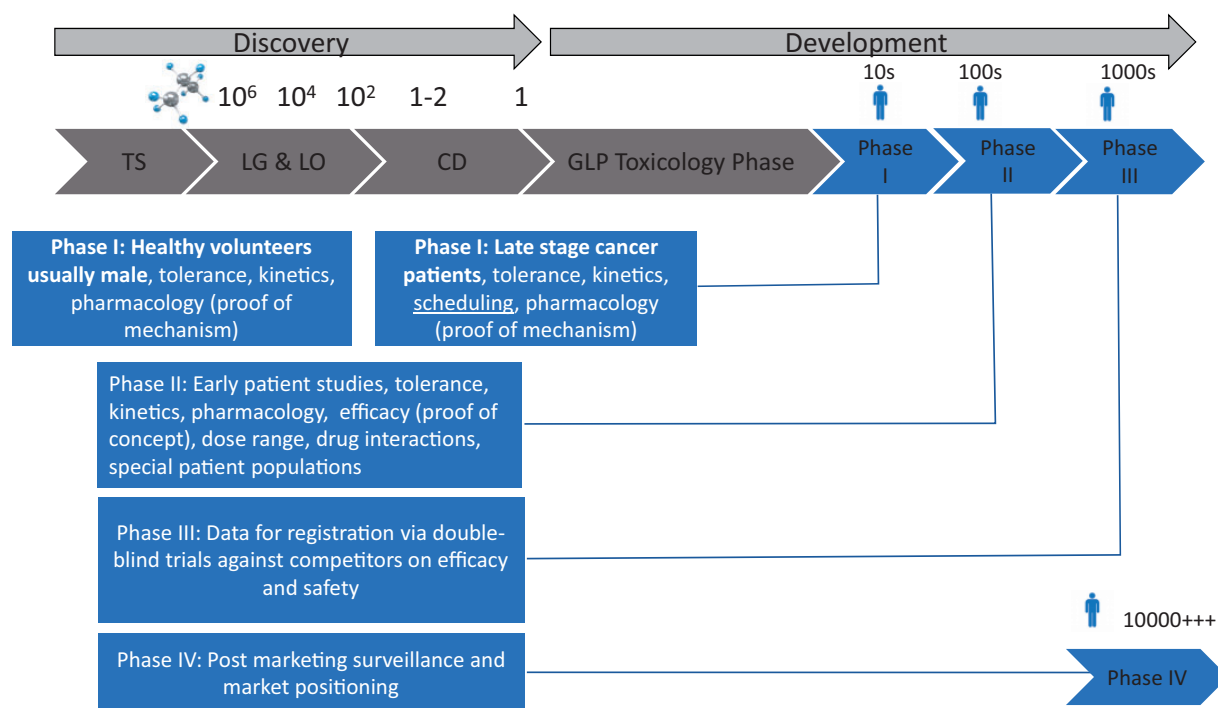 Discovery
Development
10s
100s
1000s
10⁶
10⁴
10²
1-2
1
TS
LG & LO
CD
GLP Toxicology Phase
Phase
I
Phase
II
Phase
III
Phase I: Healthy volunteers
usually male, tolerance, kinetics,
pharmacology (proof of
mechanism)
Phase I: Late stage cancer
patients, tolerance, kinetics,
scheduling, pharmacology
(proof of mechanism)
Phase II: Early patient studies, tolerance,
kinetics, pharmacology, efficacy (proof of
concept), dose range, drug interactions,
special patient populations
Phase III: Data for registration via double-
blind trials against competitors on efficacy
and safety
10000+++
Phase IV: Post marketing surveillance and
market positioning
Phase IV